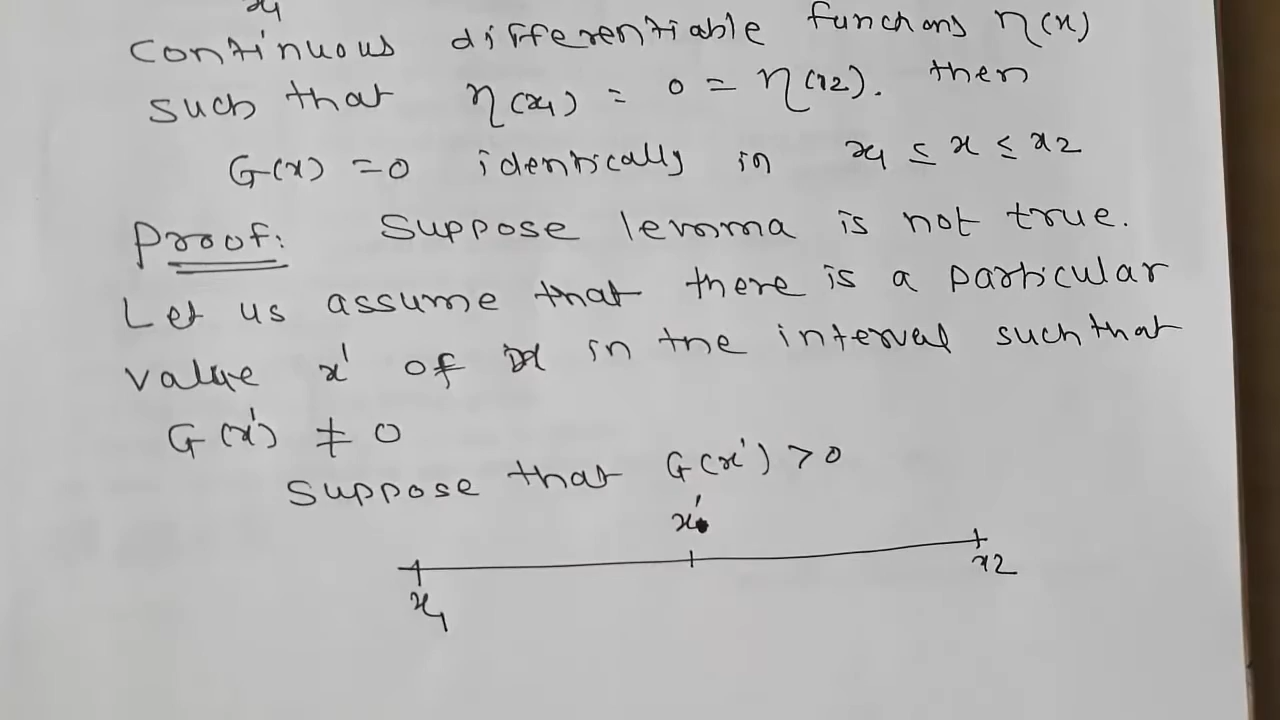 x1
continuous differentiable functions η(x)
such that η(x1) = 0 = η(x2). then
G(x) = 0 identically in x1 ≤ x ≤ x2
Proof: Suppose lemma is not true.
Let us assume that there is a particular
value x' of x in the interval such that
G(x') ≠ 0
Suppose that G(x') > 0
x'
x1 x2